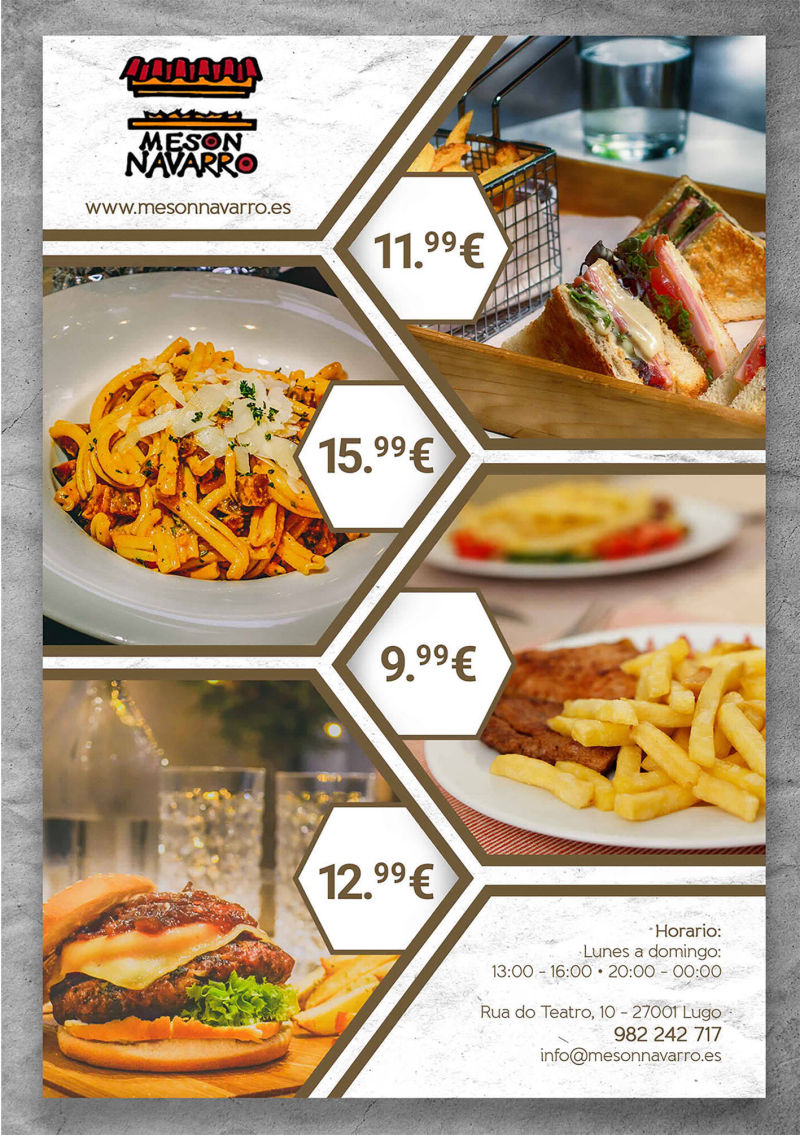 MESON
NAVARRO
www.mesonnavarro.es
11.99€
15.99€
9.99€
12.99€
Horario:
Lunes a domingo:
13:00 - 16:00 • 20:00 - 00:00
Rua do Teatro, 10 - 27001 Lugo
982 242 717
info@mesonnavarro.es